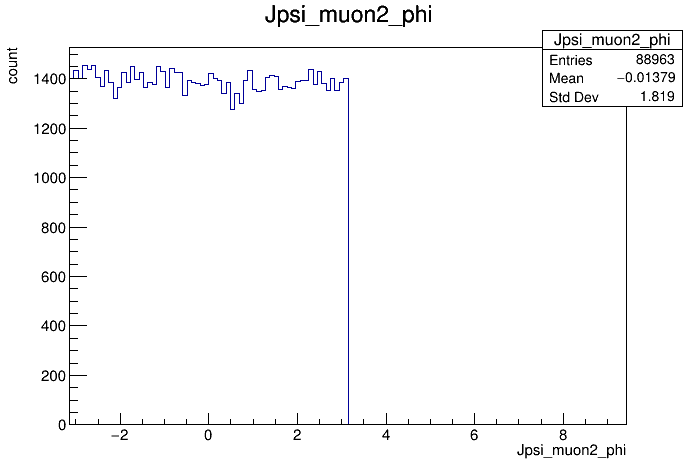 Jpsi_muon2_phi
Jpsi_muon2_phi
Entries 88963
Mean −0.01379
Std Dev 1.819
count
1400
1200
1000
800
600
400
200
0
−2 0 2 4 6 8
Jpsi_muon2_phi